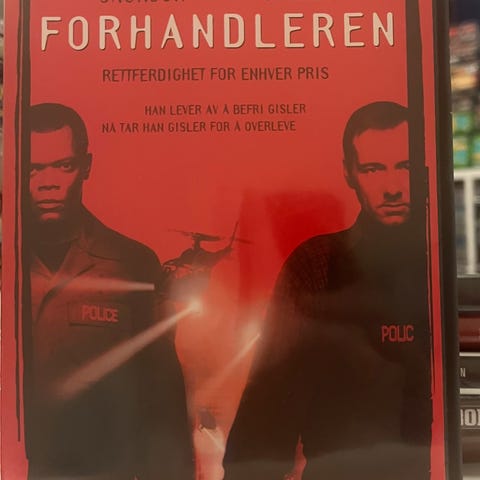 FORHANDLEREN
RETTFERDIGHET FOR ENHVER PRIS
HAN LEVER AV Å BEFRI GISLER
NÅ TAR HAN GISLER FOR Å OVERLEVE
POLICE
POLIC